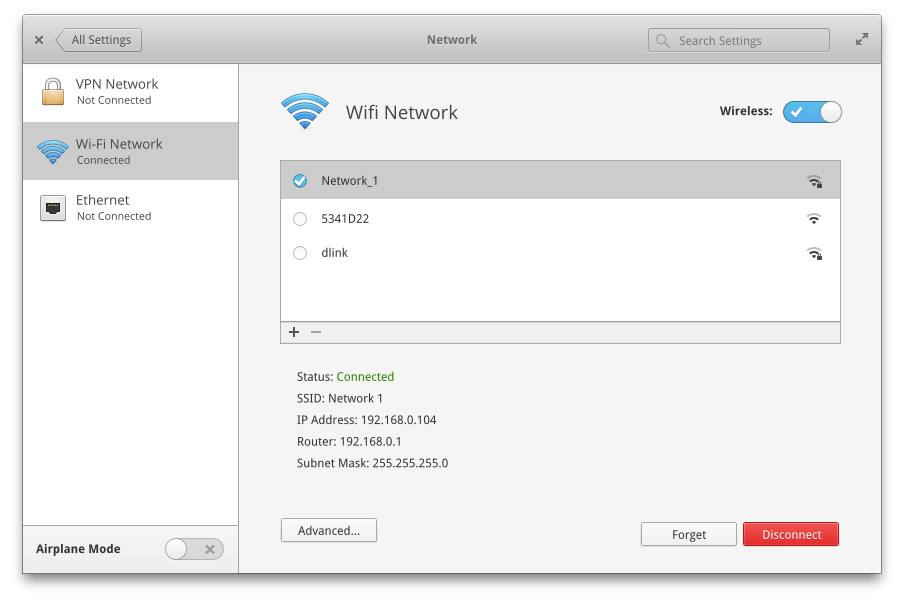 All Settings
Network
Search Settings
VPN Network
Not Connected
Wi-Fi Network
Connected
Ethernet
Not Connected
Airplane Mode
Wifi Network
Wireless:
Network_1
5341D22
dlink
Status: Connected
SSID: Network 1
IP Address: 192.168.0.104
Router: 192.168.0.1
Subnet Mask: 255.255.255.0
Advanced...
Forget
Disconnect